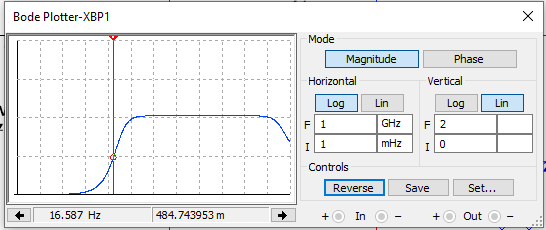 Bode Plotter-XBP1
Mode
Magnitude Phase
Horizontal Vertical
Log Lin Log Lin
F 1 GHz F 2
I 1 mHz I 0
Controls
Reverse Save Set...
16.587 Hz 484.743953 m
+ In − + Out −